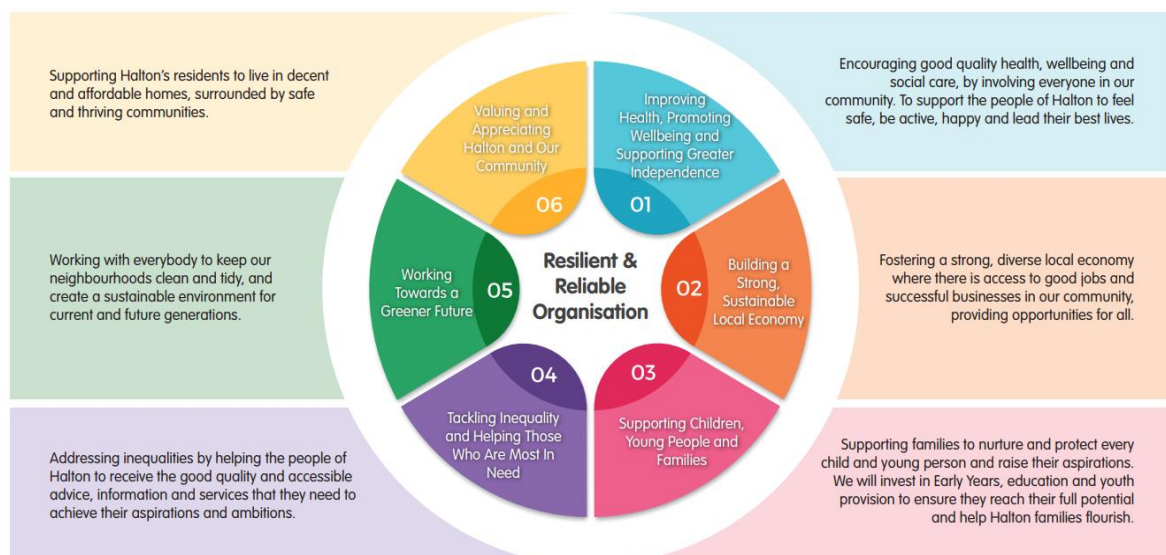 Supporting Halton's residents to live in decent
and affordable homes, surrounded by safe
and thriving communities.
Valuing and
Appreciating
Halton and Our
Community
06
Improving
Health, Promoting
Wellbeing and
Supporting Greater
Independence
01
Encouraging good quality health, wellbeing and
social care, by involving everyone in our
community. To support the people of Halton to feel
safe, be active, happy and lead their best lives.
Working with everybody to keep our
neighbourhoods clean and tidy, and
create a sustainable environment for
current and future generations.
Working
Towards a
Greener Future
05
Resilient &
Reliable
Organisation
02
Building a
Strong,
Sustainable
Local Economy
Fostering a strong, diverse local economy
where there is access to good jobs and
successful businesses in our community,
providing opportunities for all.
Addressing inequalities by helping the people of
Halton to receive the good quality and accessible
advice, information and services that they need to
achieve their aspirations and ambitions.
04
Tackling Inequality
and Helping Those
Who Are Most In
Need
03
Supporting Children,
Young People and
Families
Supporting families to nurture and protect every
child and young person and raise their aspirations.
We will invest in Early Years, education and youth
provision to ensure they reach their full potential
and help Halton families flourish.